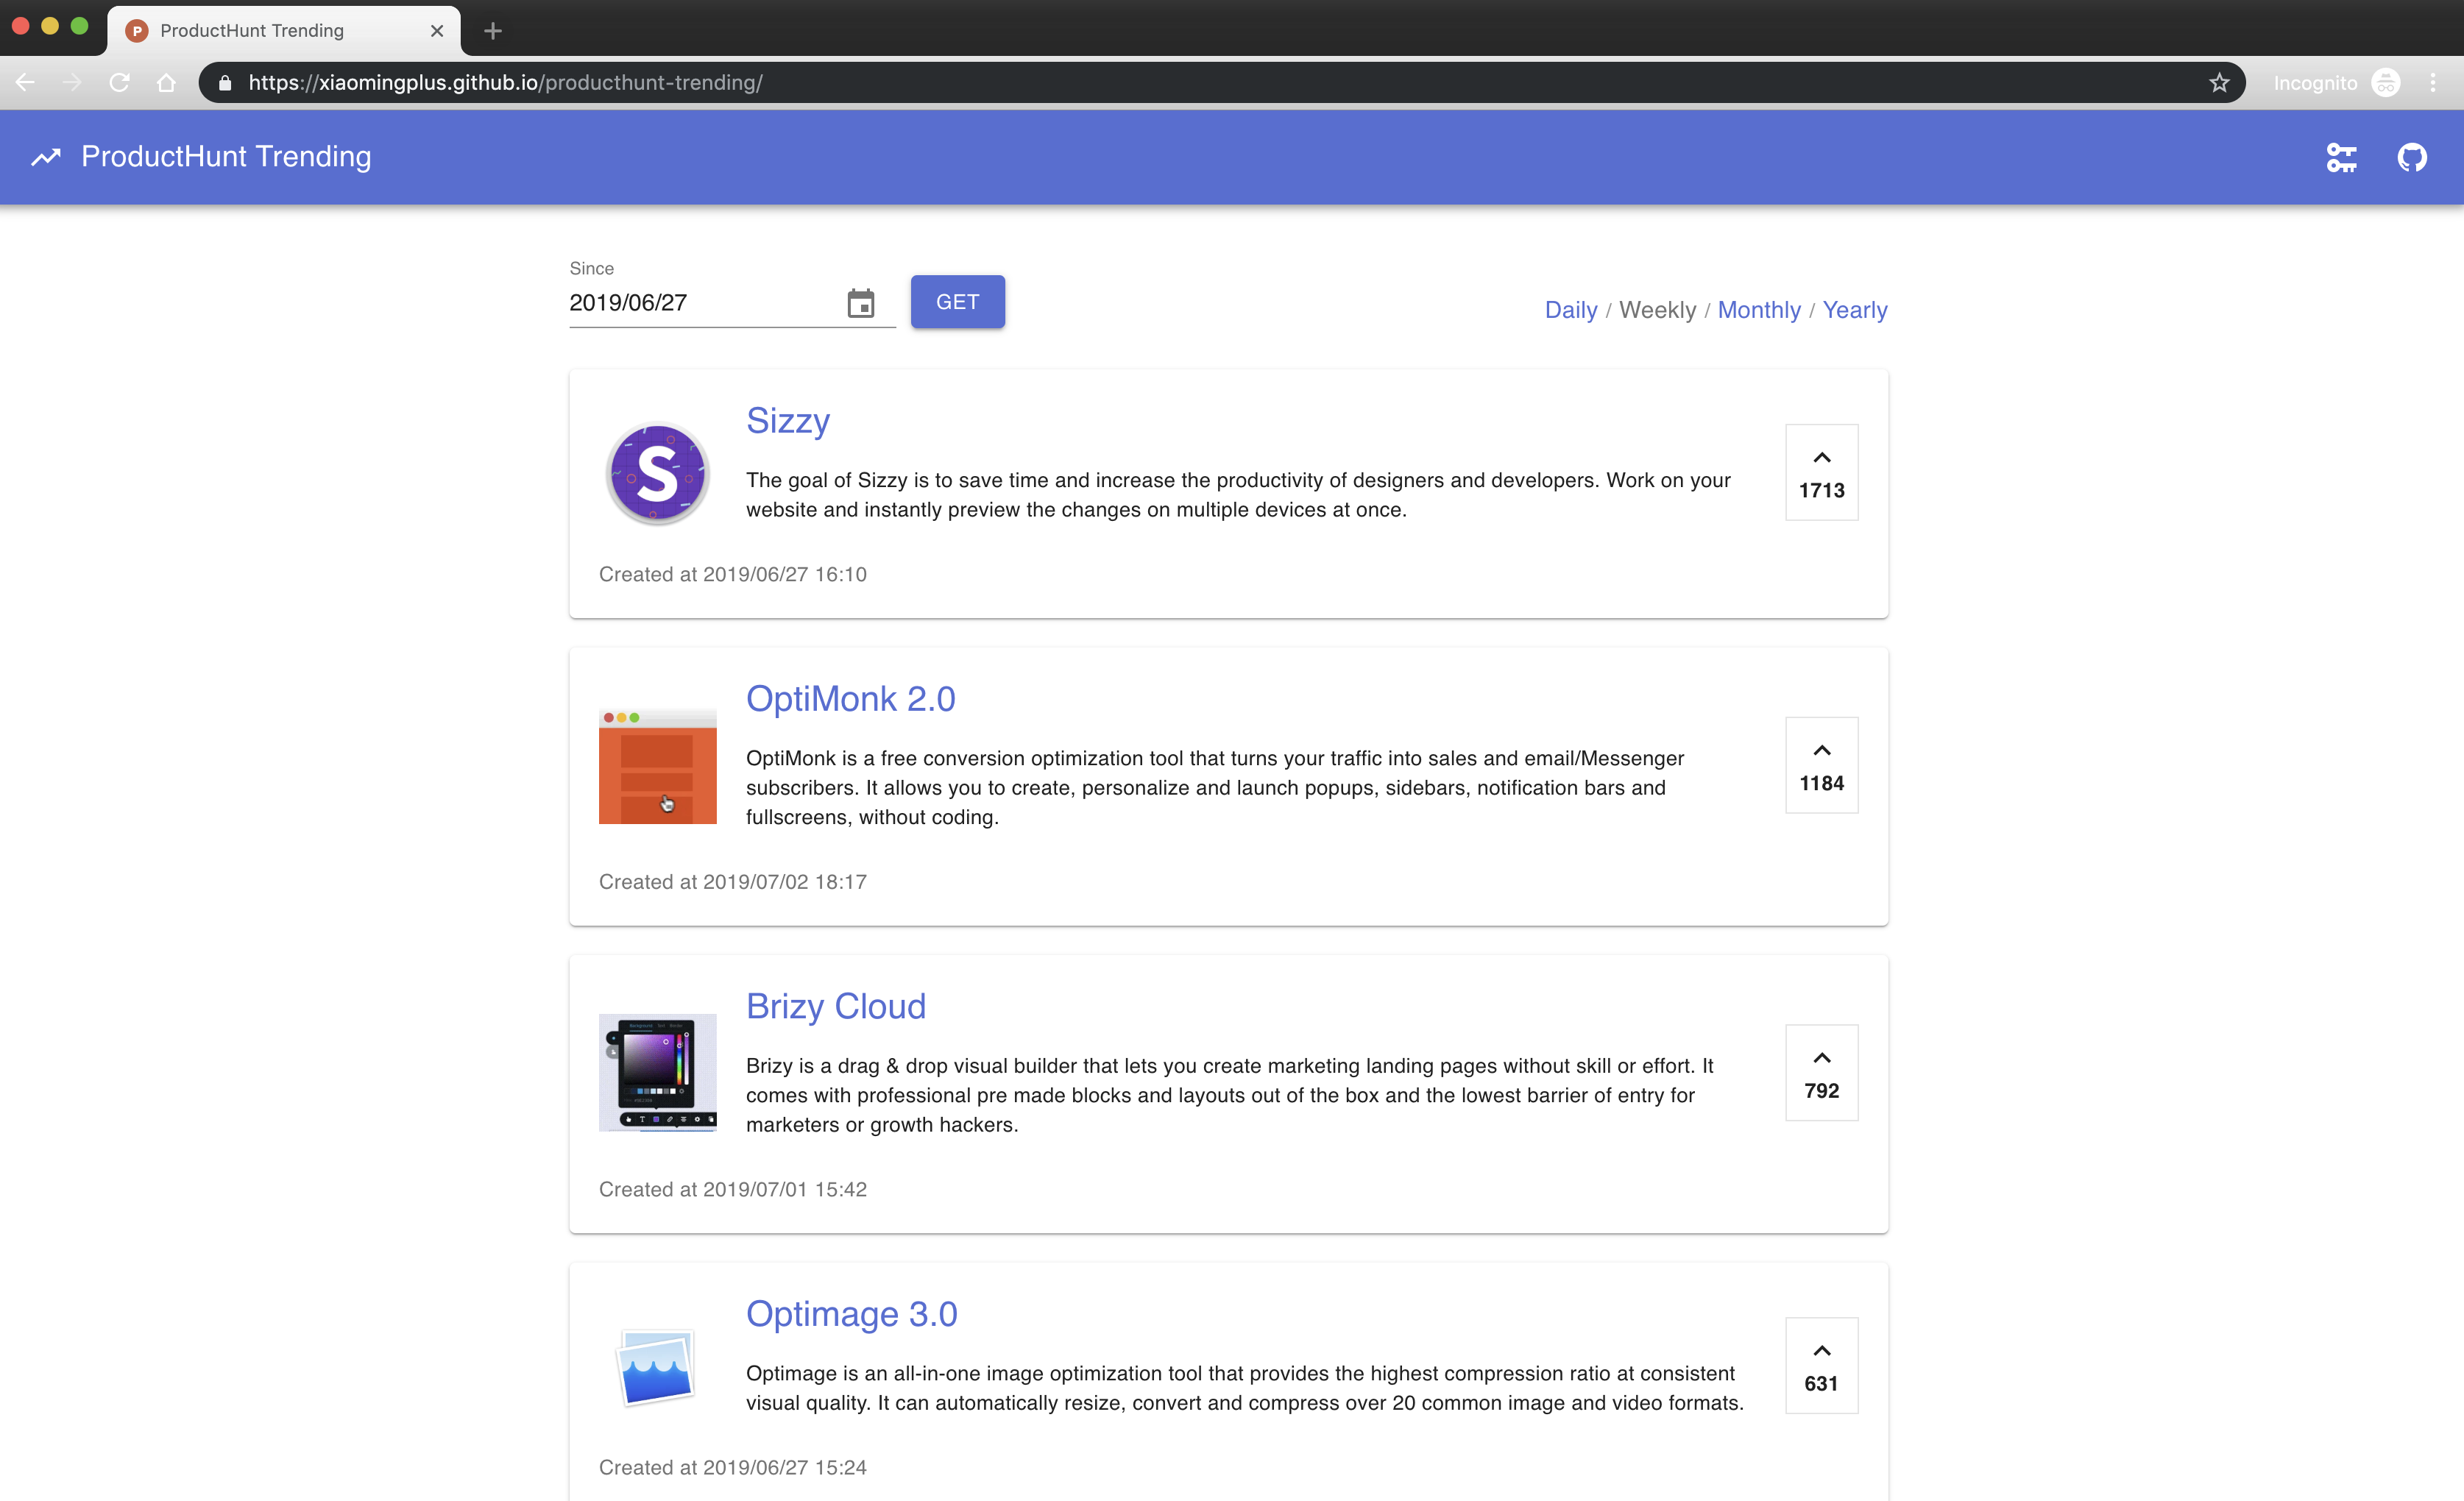 P ProductHunt Trending
https://xiaomingplus.github.io/producthunt-trending/
Incognito
ProductHunt Trending
Since
2019/06/27
GET
Daily / Weekly / Monthly / Yearly
S
Sizzy
The goal of Sizzy is to save time and increase the productivity of designers and developers. Work on your
website and instantly preview the changes on multiple devices at once.
1713
Created at 2019/06/27 16:10
OptiMonk 2.0
OptiMonk is a free conversion optimization tool that turns your traffic into sales and email/Messenger
subscribers. It allows you to create, personalize and launch popups, sidebars, notification bars and
fullscreens, without coding.
1184
Created at 2019/07/02 18:17
Brizy Cloud
Brizy is a drag & drop visual builder that lets you create marketing landing pages without skill or effort. It
comes with professional pre made blocks and layouts out of the box and the lowest barrier of entry for
marketers or growth hackers.
792
Created at 2019/07/01 15:42
Optimage 3.0
Optimage is an all-in-one image optimization tool that provides the highest compression ratio at consistent
visual quality. It can automatically resize, convert and compress over 20 common image and video formats.
631
Created at 2019/06/27 15:24